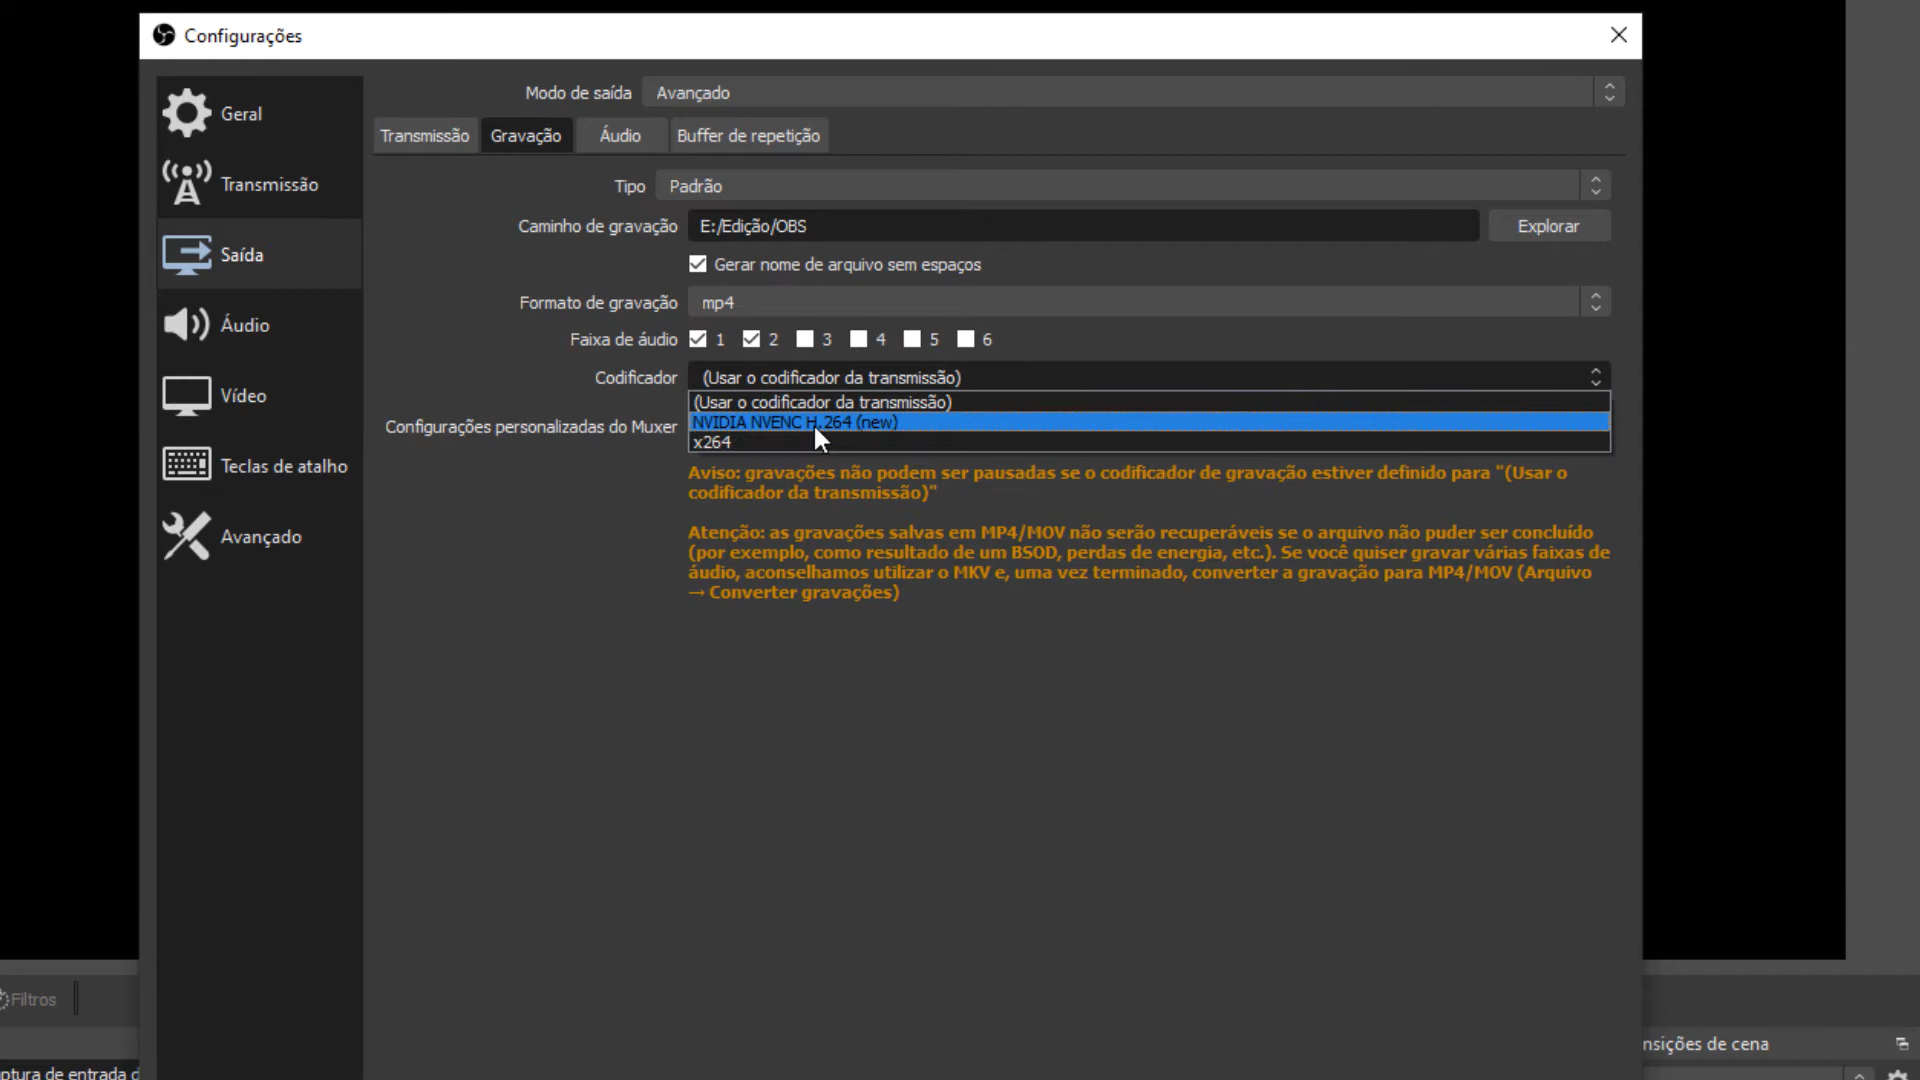 Configurações
Modo de saída Avançado
Geral
Transmissão Gravação Áudio Buffer de repetição
Transmissão
Tipo Padrão
Caminho de gravação E:/Edição/OBS Explorar
Saída
Gerar nome de arquivo sem espaços
Formato de gravação mp4
Áudio
Faixa de áudio 1 2 3 4 5 6
Codificador (Usar o codificador da transmissão)
Vídeo
(Usar o codificador da transmissão)
NVIDIA NVENC H.264 (new)
Configurações personalizadas do Muxer
x264
Teclas de atalho
Aviso: gravações não podem ser pausadas se o codificador de gravação estiver definido para "(Usar o
codificador da transmissão)"
Avançado
Atenção: as gravações salvas em MP4/MOV não serão recuperáveis se o arquivo não puder ser concluído
(por exemplo, como resultado de um BSOD, perdas de energia, etc.). Se você quiser gravar várias faixas de
áudio, aconselhamos utilizar o MKV e, uma vez terminado, converter a gravação para MP4/MOV (Arquivo
→ Converter gravações)
Filtros
nsições de cena
ptura de entrada d